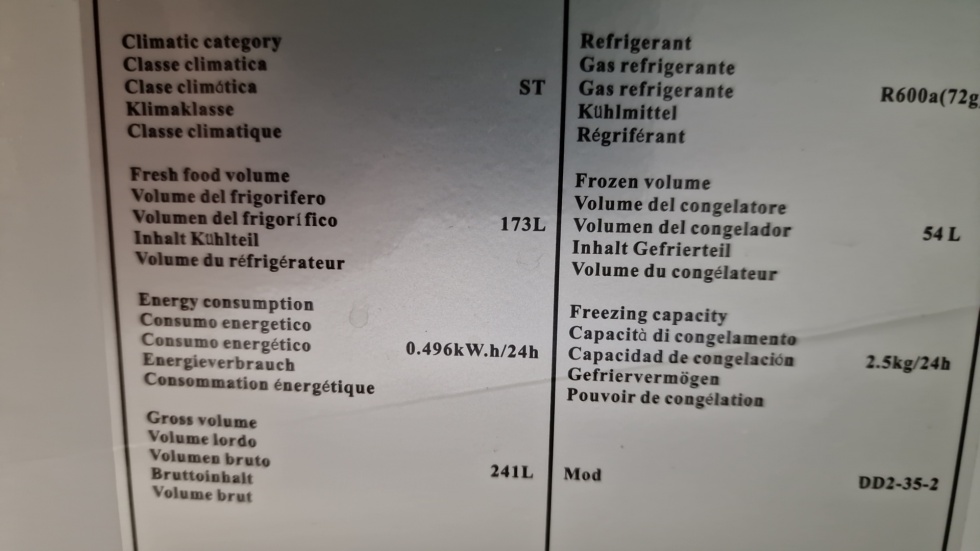 Climatic category
Classe climatica
Clase climática
Klimaklasse
Classe climatique
ST
Refrigerant
Gas refrigerante
Gas refrigerante
Kühlmittel
Régriférant
R600a(72g
Fresh food volume
Volume del frigorifero
Volumen del frigorífico
Inhalt Kühlteil
Volume du réfrigérateur
173L
Frozen volume
Volume del congelatore
Volumen del congelador
Inhalt Gefrierteil
Volume du congélateur
54 L
Energy consumption
Consumo energetico
Consumo energético
Energieverbrauch
Consommation énergétique
0.496kW.h/24h
Freezing capacity
Capacità di congelamento
Capacidad de congelación
Gefriervermögen
Pouvoir de congélation
2.5kg/24h
Gross volume
Volume lordo
Volumen bruto
Bruttoinhalt
Volume brut
241L
Mod
DD2-35-2